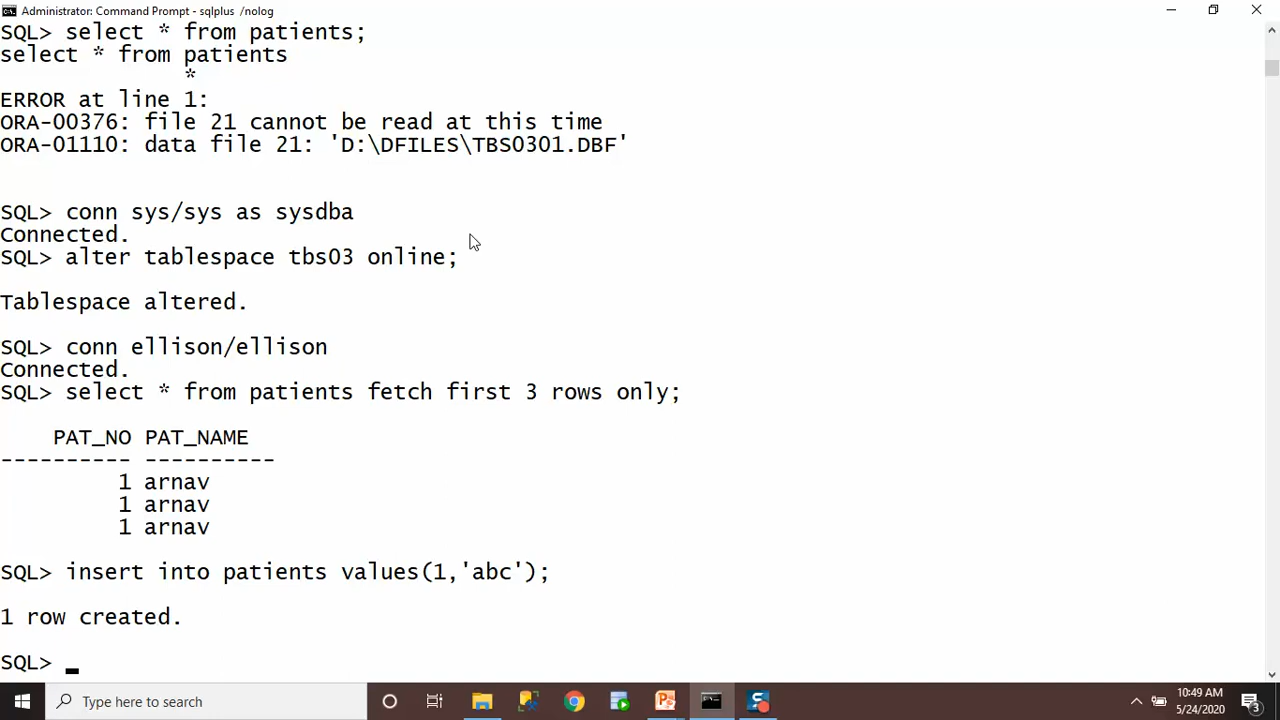 Administrator: Command Prompt - sqlplus /nolog
SQL> select * from patients;
select * from patients
*
ERROR at line 1:
ORA-00376: file 21 cannot be read at this time
ORA-01110: data file 21: 'D:\DFILES\TBS0301.DBF'
SQL> conn sys/sys as sysdba
Connected.
SQL> alter tablespace tbs03 online;
Tablespace altered.
SQL> conn ellison/ellison
Connected.
SQL> select * from patients fetch first 3 rows only;
PAT_NO PAT_NAME
---------- ----------
1 arnav
1 arnav
1 arnav
SQL> insert into patients values(1,'abc');
1 row created.
SQL>
Type here to search
10:49 AM
5/24/2020
3